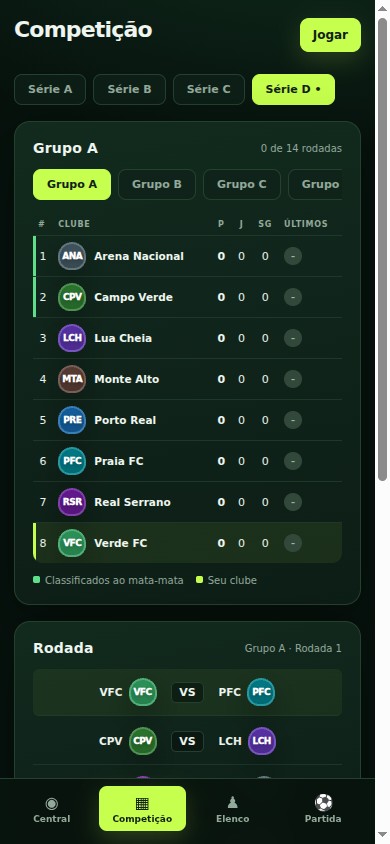 Competição
Jogar
Série A Série B Série C Série D •
Grupo A 0 de 14 rodadas
Grupo A Grupo B Grupo C Grupo
# CLUBE P J SG ÚLTIMOS
1 ANA Arena Nacional 0 0 0 -
2 CPV Campo Verde 0 0 0 -
3 LCH Lua Cheia 0 0 0 -
4 MTA Monte Alto 0 0 0 -
5 PRE Porto Real 0 0 0 -
6 PFC Praia FC 0 0 0 -
7 RSR Real Serrano 0 0 0 -
8 VFC Verde FC 0 0 0 -
Classificados ao mata-mata Seu clube
Rodada Grupo A · Rodada 1
VFC VFC VS PFC PFC
CPV CPV VS LCH LCH
Central Competição Elenco Partida